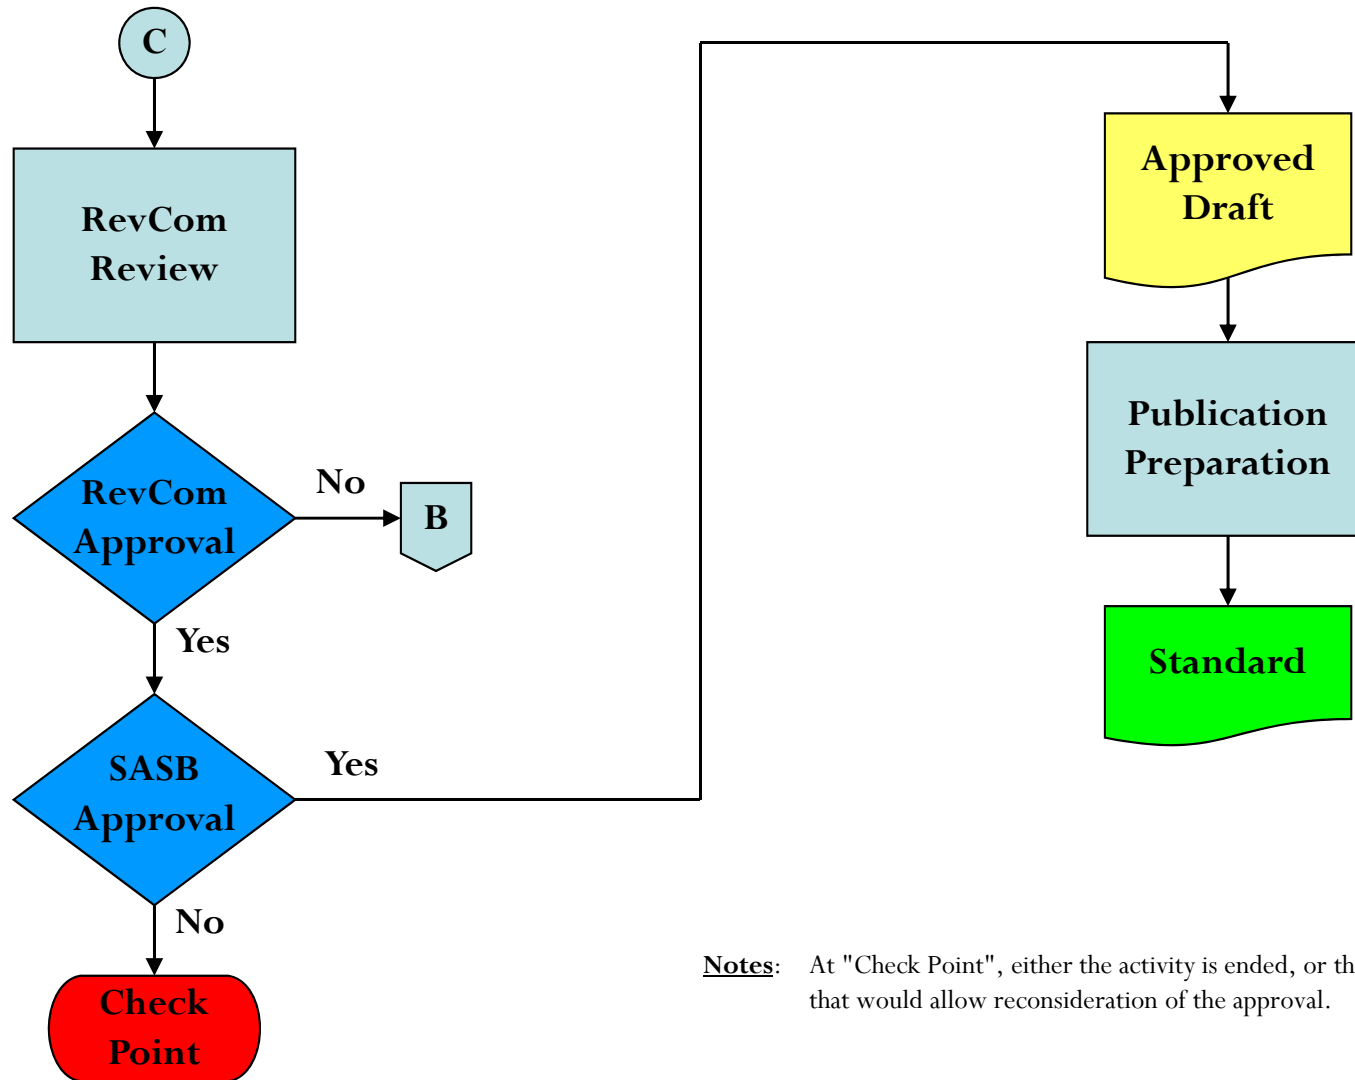 C
RevCom
Review
RevCom
Approval
No
B
Yes
SASB
Approval
Yes
No
Check
Point
Approved
Draft
Publication
Preparation
Standard
Notes: At "Check Point", either the activity is ended, or th
that would allow reconsideration of the approval.